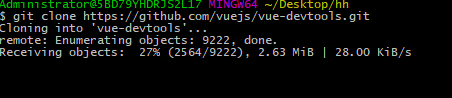 Administrator@5BD79YHDRJS2L17 MINGW64 ~/Desktop/hh
$ git clone https://github.com/vuejs/vue-devtools.git
Cloning into 'vue-devtools'...
remote: Enumerating objects: 9222, done.
Receiving objects:  27% (2564/9222), 2.63 MiB | 28.00 KiB/s